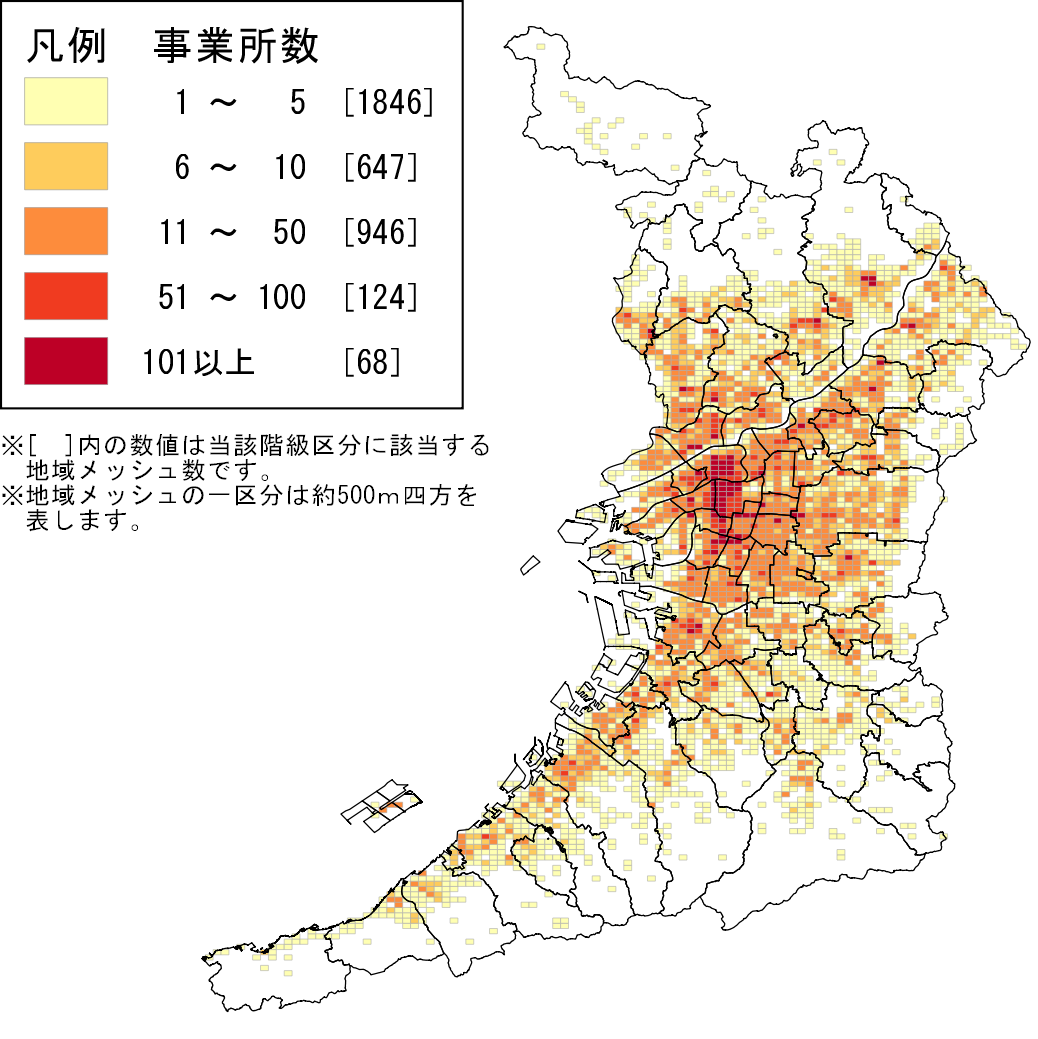 凡例 事業所数
1 ～ 5 [1846]
6 ～ 10 [647]
11 ～ 50 [946]
51 ～ 100 [124]
101以上 [68]
※[ ]内の数値は当該階級区分に該当する
地域メッシュ数です。
※地域メッシュの一区分は約500ｍ四方を
表します。